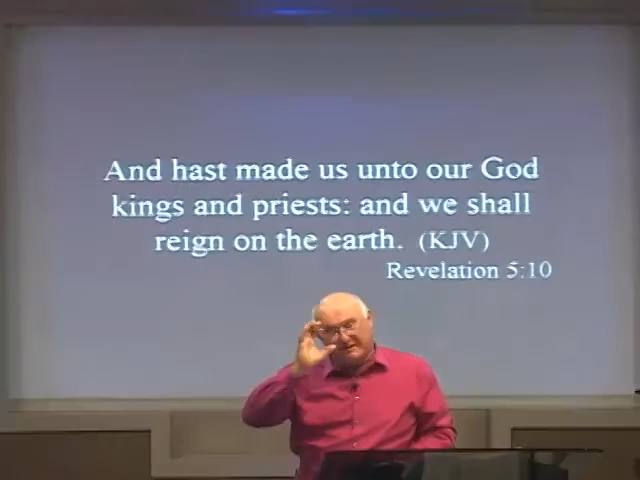 And hast made us unto our God
kings and priests: and we shall
reign on the earth. (KJV)
Revelation 5:10